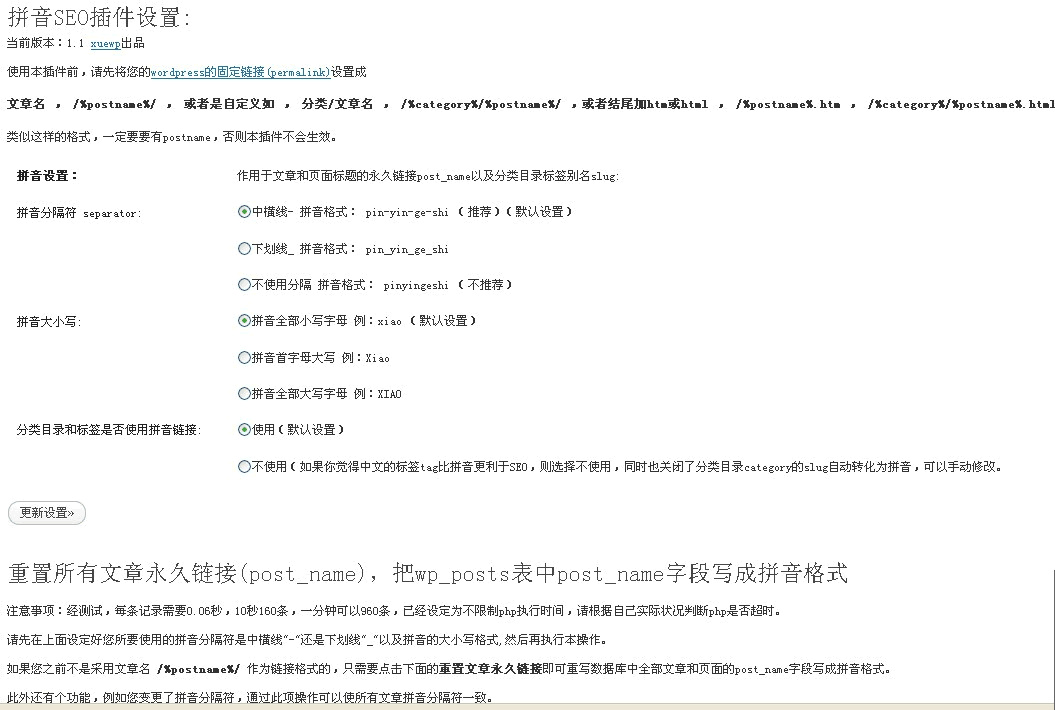 拼音SEO插件设置:
当前版本：1.1 xuewp出品
使用本插件前，请先将您的wordpress的固定链接(permalink)设置成
文章名 ， /%postname%/ ， 或者是自定义如 ， 分类/文章名 ， /%category%/%postname%/ ，或者结尾加htm或html ， /%postname%.htm ， /%category%/%postname%.html
类似这样的格式，一定要要有postname，否则本插件不会生效。
拼音设置： 作用于文章和页面标题的永久链接post_name以及分类目录标签别名slug:
拼音分隔符 separator: 中横线- 拼音格式： pin-yin-ge-shi （推荐）（默认设置）
下划线_ 拼音格式： pin_yin_ge_shi
不使用分隔 拼音格式： pinyingeshi （不推荐）
拼音大小写: 拼音全部小写字母 例：xiao （默认设置）
拼音首字母大写 例：Xiao
拼音全部大写字母 例：XIAO
分类目录和标签是否使用拼音链接: 使用（默认设置）
不使用（如果你觉得中文的标签tag比拼音更利于SEO，则选择不使用，同时也关闭了分类目录category的slug自动转化为拼音，可以手动修改。
更新设置»
重置所有文章永久链接(post_name)，把wp_posts表中post_name字段写成拼音格式
注意事项：经测试，每条记录需要0.06秒，10秒160条，一分钟可以960条，已经设定为不限制php执行时间，请根据自己实际状况判断php是否超时。
请先在上面设定好您所要使用的拼音分隔符是中横线"-"还是下划线"_"以及拼音的大小写格式,然后再执行本操作。
如果您之前不是采用文章名 /%postname%/ 作为链接格式的，只需要点击下面的重置文章永久链接即可重写数据库中全部文章和页面的post_name字段写成拼音格式。
此外还有个功能，例如您变更了拼音分隔符，通过此项操作可以使所有文章拼音分隔符一致。